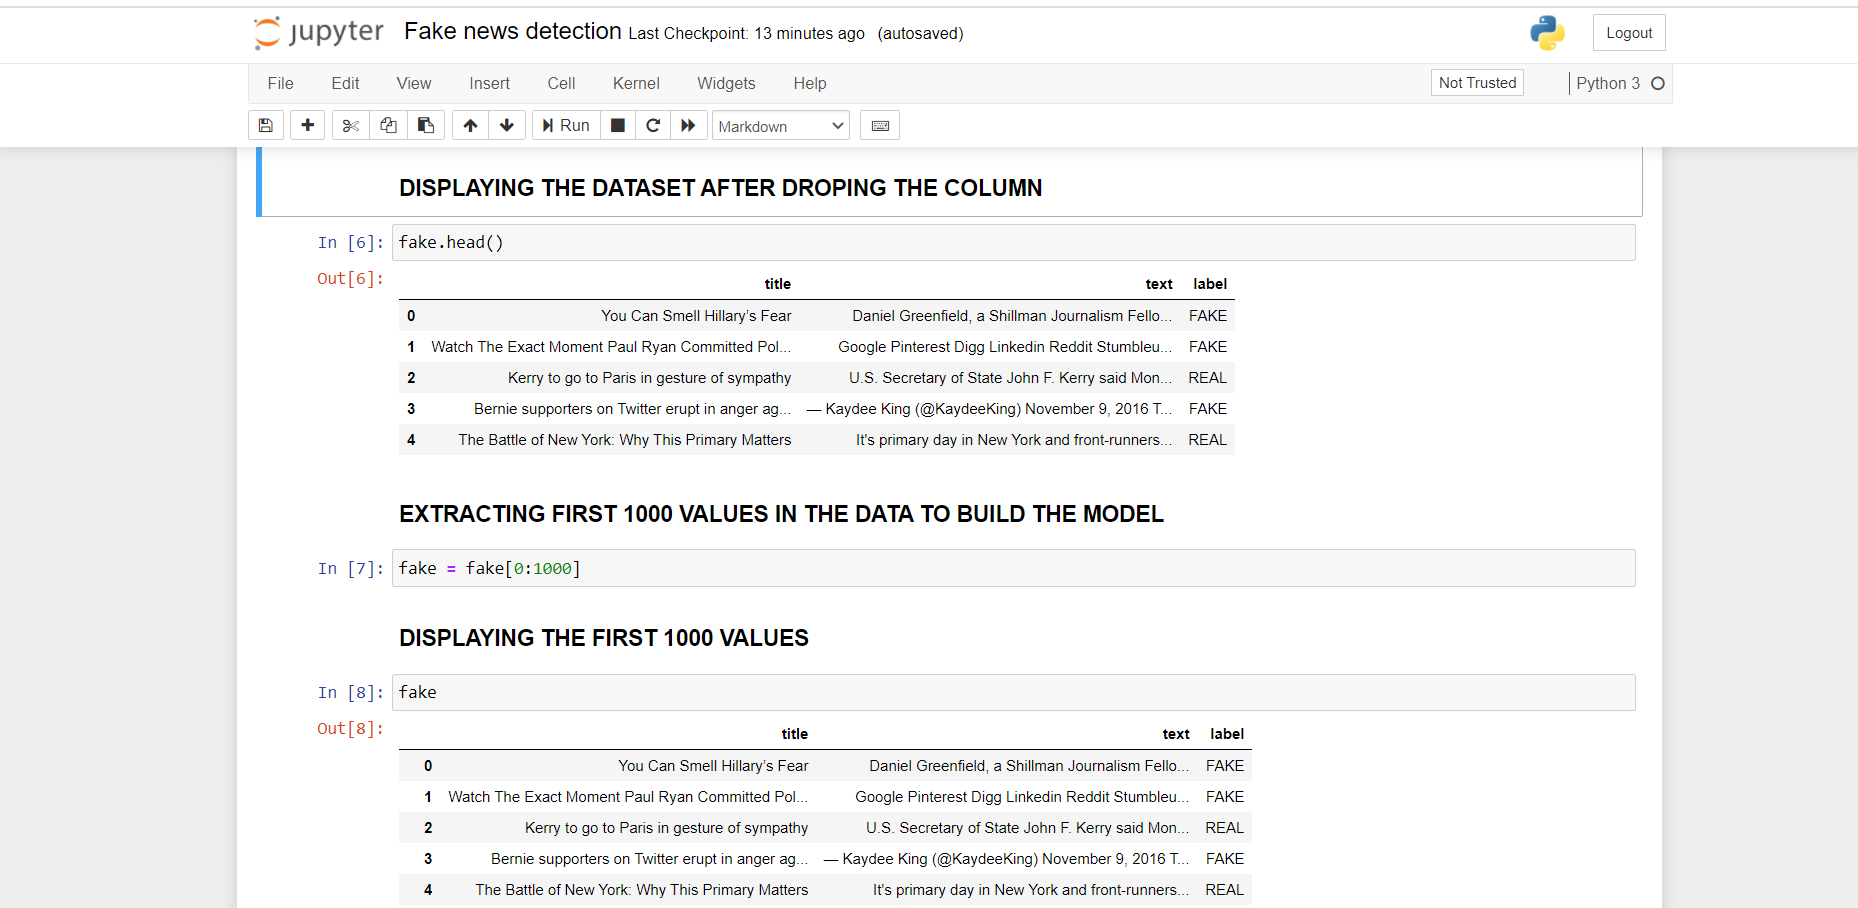 jupyter Fake news detection Last Checkpoint: 13 minutes ago (autosaved) Logout
File Edit View Insert Cell Kernel Widgets Help Not Trusted Python 3
Run Markdown
DISPLAYING THE DATASET AFTER DROPING THE COLUMN
In [6]: fake.head()
Out[6]:
title text label
0 You Can Smell Hillary’s Fear Daniel Greenfield, a Shillman Journalism Fello... FAKE
1 Watch The Exact Moment Paul Ryan Committed Pol... Google Pinterest Digg Linkedin Reddit Stumbleu... FAKE
2 Kerry to go to Paris in gesture of sympathy U.S. Secretary of State John F. Kerry said Mon... REAL
3 Bernie supporters on Twitter erupt in anger ag... — Kaydee King (@KaydeeKing) November 9, 2016 T... FAKE
4 The Battle of New York: Why This Primary Matters It's primary day in New York and front-runners... REAL
EXTRACTING FIRST 1000 VALUES IN THE DATA TO BUILD THE MODEL
In [7]: fake = fake[0:1000]
DISPLAYING THE FIRST 1000 VALUES
In [8]: fake
Out[8]:
title text label
0 You Can Smell Hillary’s Fear Daniel Greenfield, a Shillman Journalism Fello... FAKE
1 Watch The Exact Moment Paul Ryan Committed Pol... Google Pinterest Digg Linkedin Reddit Stumbleu... FAKE
2 Kerry to go to Paris in gesture of sympathy U.S. Secretary of State John F. Kerry said Mon... REAL
3 Bernie supporters on Twitter erupt in anger ag... — Kaydee King (@KaydeeKing) November 9, 2016 T... FAKE
4 The Battle of New York: Why This Primary Matters It's primary day in New York and front-runners... REAL